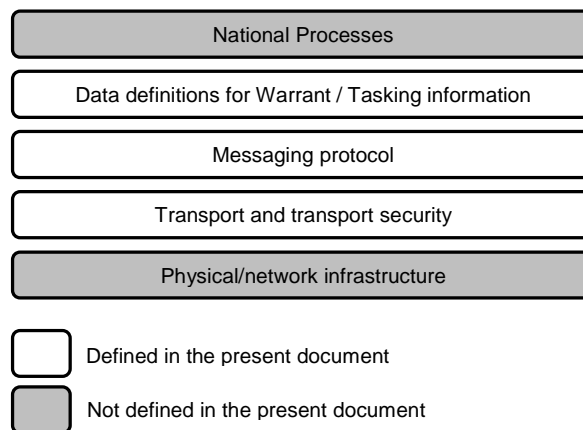 National Processes
Data definitions for Warrant / Tasking information
Messaging protocol
Transport and transport security
Physical/network infrastructure
Defined in the present document
Not defined in the present document